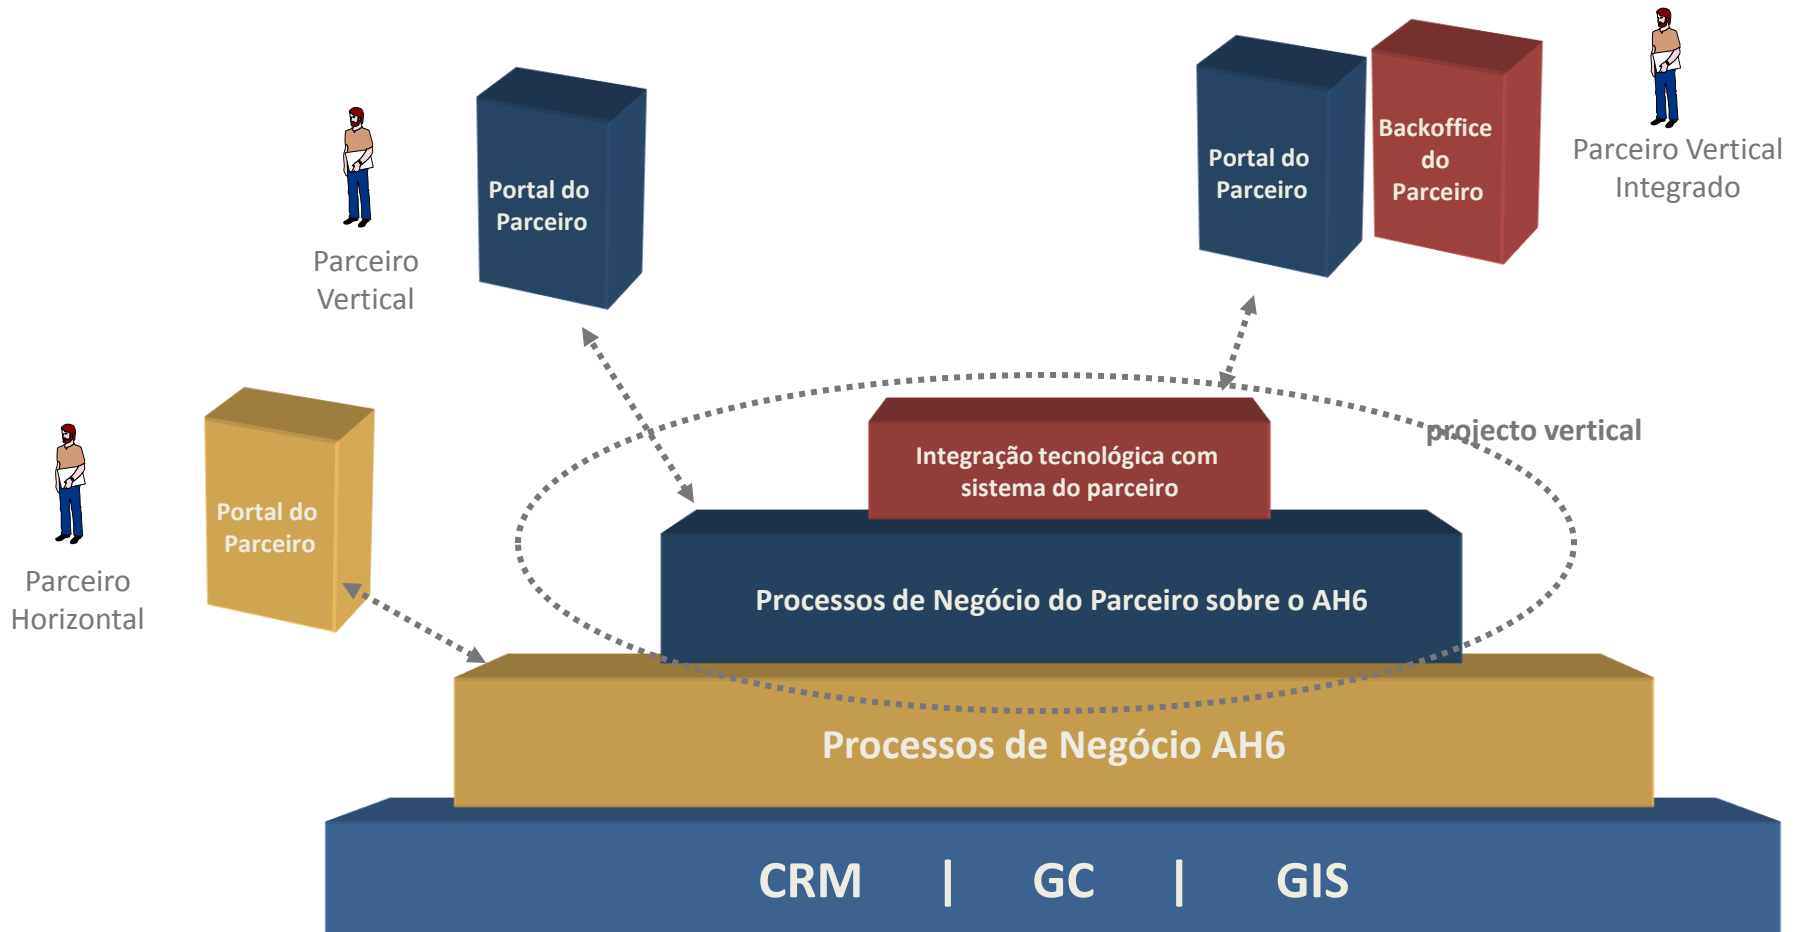 Portal do
Parceiro
Parceiro
Vertical
Portal do
Parceiro
Backoffice
do
Parceiro
Parceiro Vertical
Integrado
Portal do
Parceiro
Parceiro
Horizontal
projecto vertical
Integração tecnológica com
sistema do parceiro
Processos de Negócio do Parceiro sobre o AH6
Processos de Negócio AH6
CRM | GC | GIS